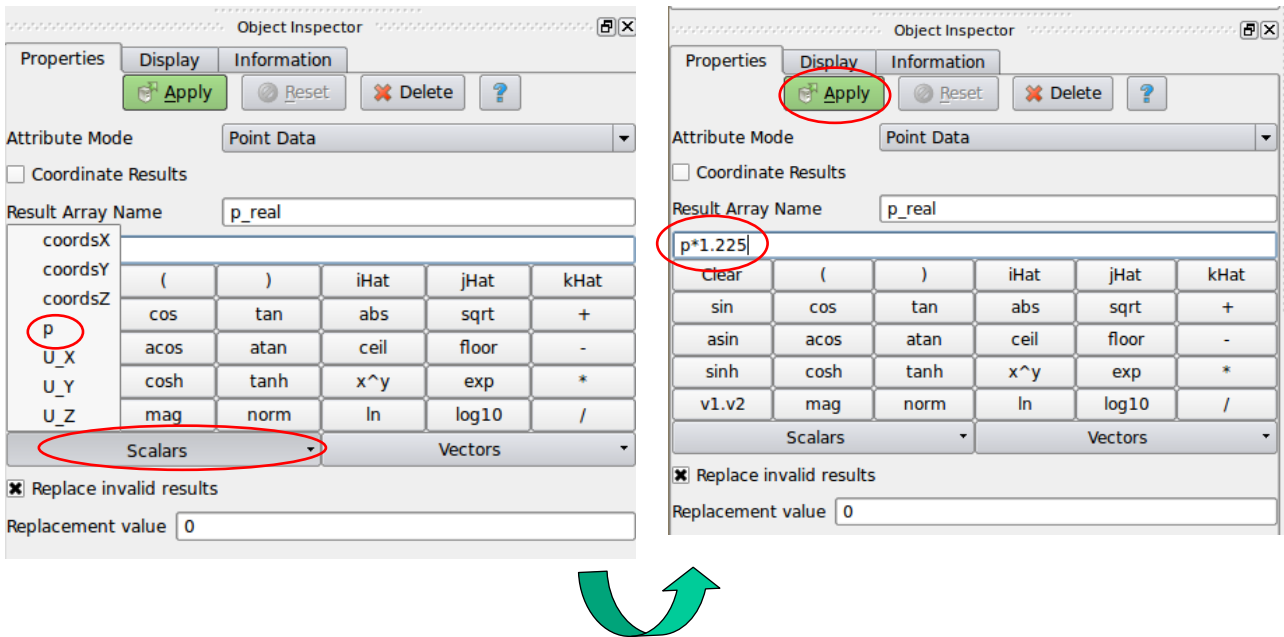 Object Inspector
Properties Display Information
Apply Reset Delete ?
Attribute Mode Point Data
Coordinate Results
Result Array Name p_real
coordsX
coordsY
coordsZ
p
U_X
U_Y
U_Z
( ) iHat jHat kHat
cos tan abs sqrt +
acos atan ceil floor -
cosh tanh x^y exp *
mag norm ln log10 /
Scalars Vectors
Replace invalid results
Replacement value 0
Object Inspector
Properties Display Information
Apply Reset Delete ?
Attribute Mode Point Data
Coordinate Results
Result Array Name p_real
p*1.225
Clear ( ) iHat jHat kHat
sin cos tan abs sqrt +
asin acos atan ceil floor -
sinh cosh tanh x^y exp *
v1.v2 mag norm ln log10 /
Scalars Vectors
Replace invalid results
Replacement value 0